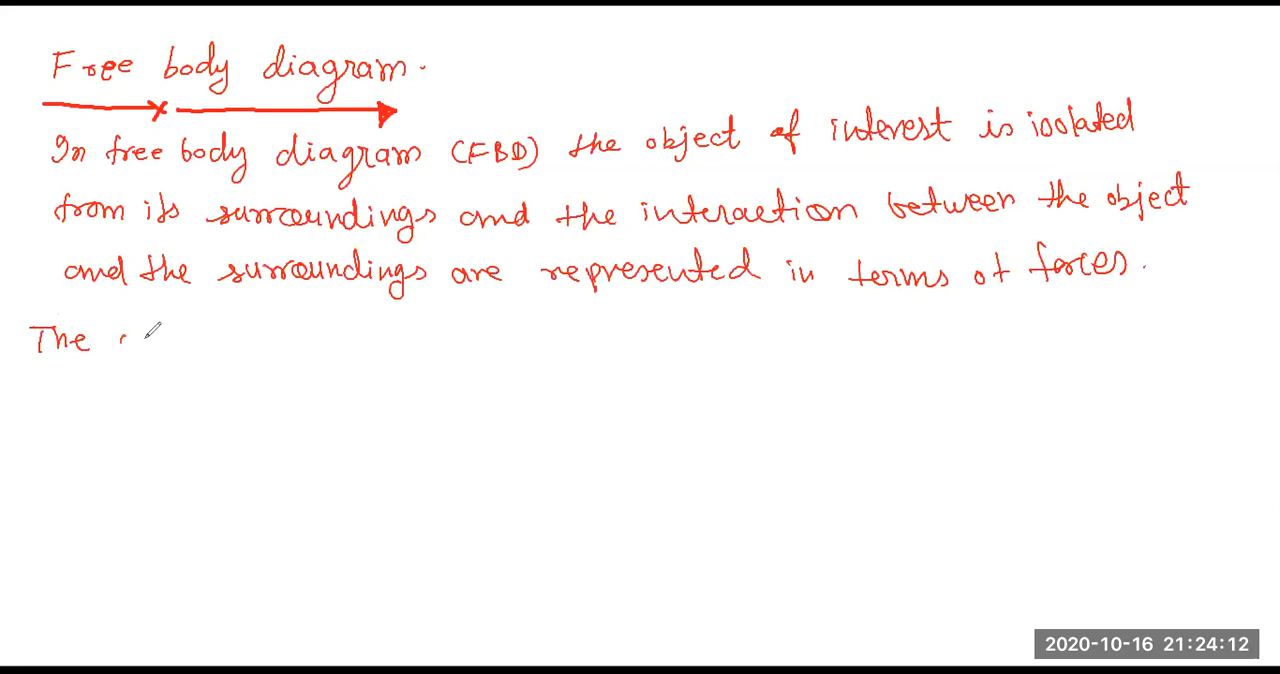 Free body diagram.
In free body diagram (FBD) the object of interest is isolated
from its surroundings and the interaction between the object
and the surroundings are represented in terms of forces.
The
2020-10-16 21:24:12